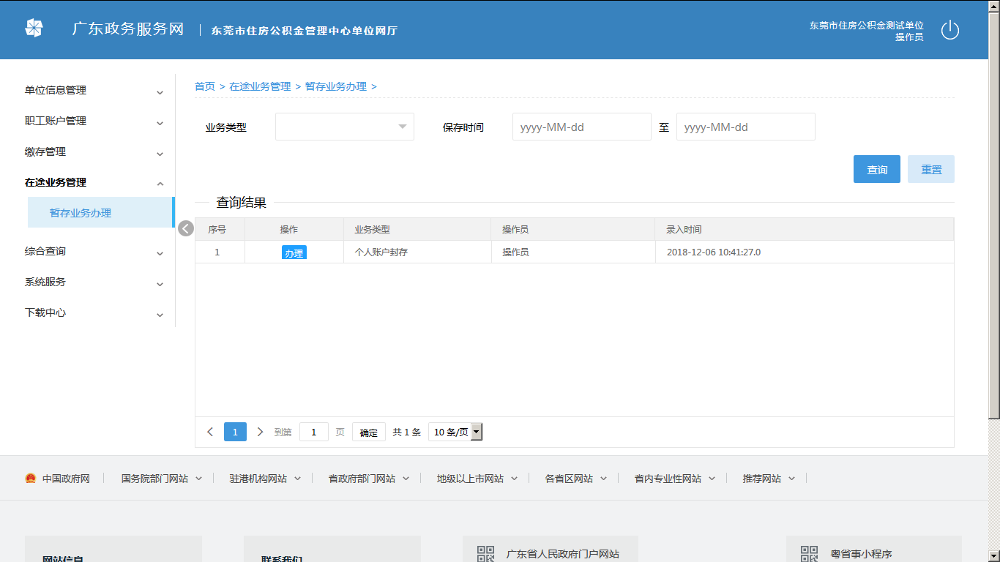 广东政务服务网 | 东莞市住房公积金管理中心单位网厅
东莞市住房公积金测试单位
操作员
单位信息管理
职工账户管理
缴存管理
在途业务管理
暂存业务办理
综合查询
系统服务
下载中心
首页 > 在途业务管理 > 暂存业务办理 >
业务类型 保存时间 yyyy-MM-dd 至 yyyy-MM-dd
查询 重置
查询结果
序号 操作 业务类型 操作员 录入时间
1 办理 个人账户封存 操作员 2018-12-06 10:41:27.0
1 到第 1 页 确定 共 1 条 10 条/页
中国政府网 国务院部门网站 驻港机构网站 省政府部门网站 地级以上市网站 各省区网站 省内专业性网站 推荐网站
网站信息 联系我们 广东省人民政府门户网站 粤省事小程序